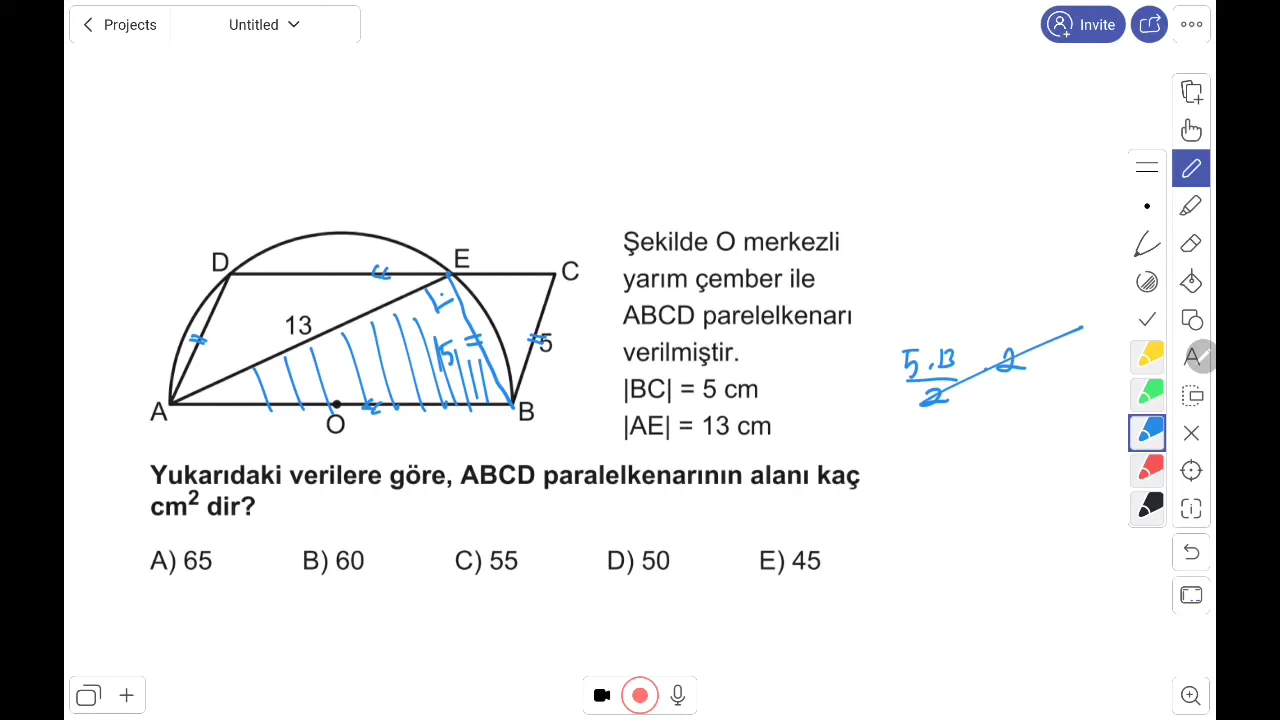 Projects Untitled Invite
D E C
13 5 5
A O B
Şekilde O merkezli
yarım çember ile
ABCD parelelkenarı
verilmiştir.
|BC| = 5 cm
|AE| = 13 cm
5.13/2 . 2
Yukarıdaki verilere göre, ABCD paralelkenarının alanı kaç
cm² dir?
A) 65 B) 60 C) 55 D) 50 E) 45